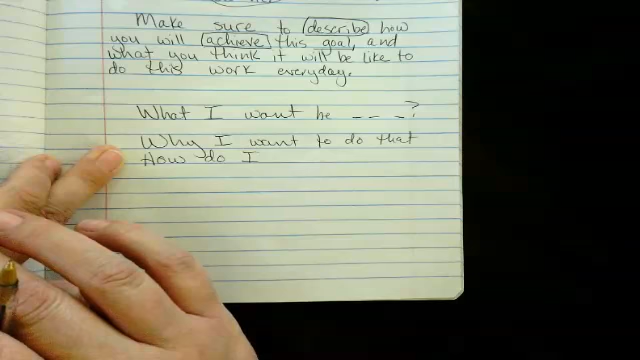 Make sure to describe how
you will achieve this goal, and
what you think it will be like to
do this work everyday.
What I want be _ _ _ ?
Why I want to do that
How do I